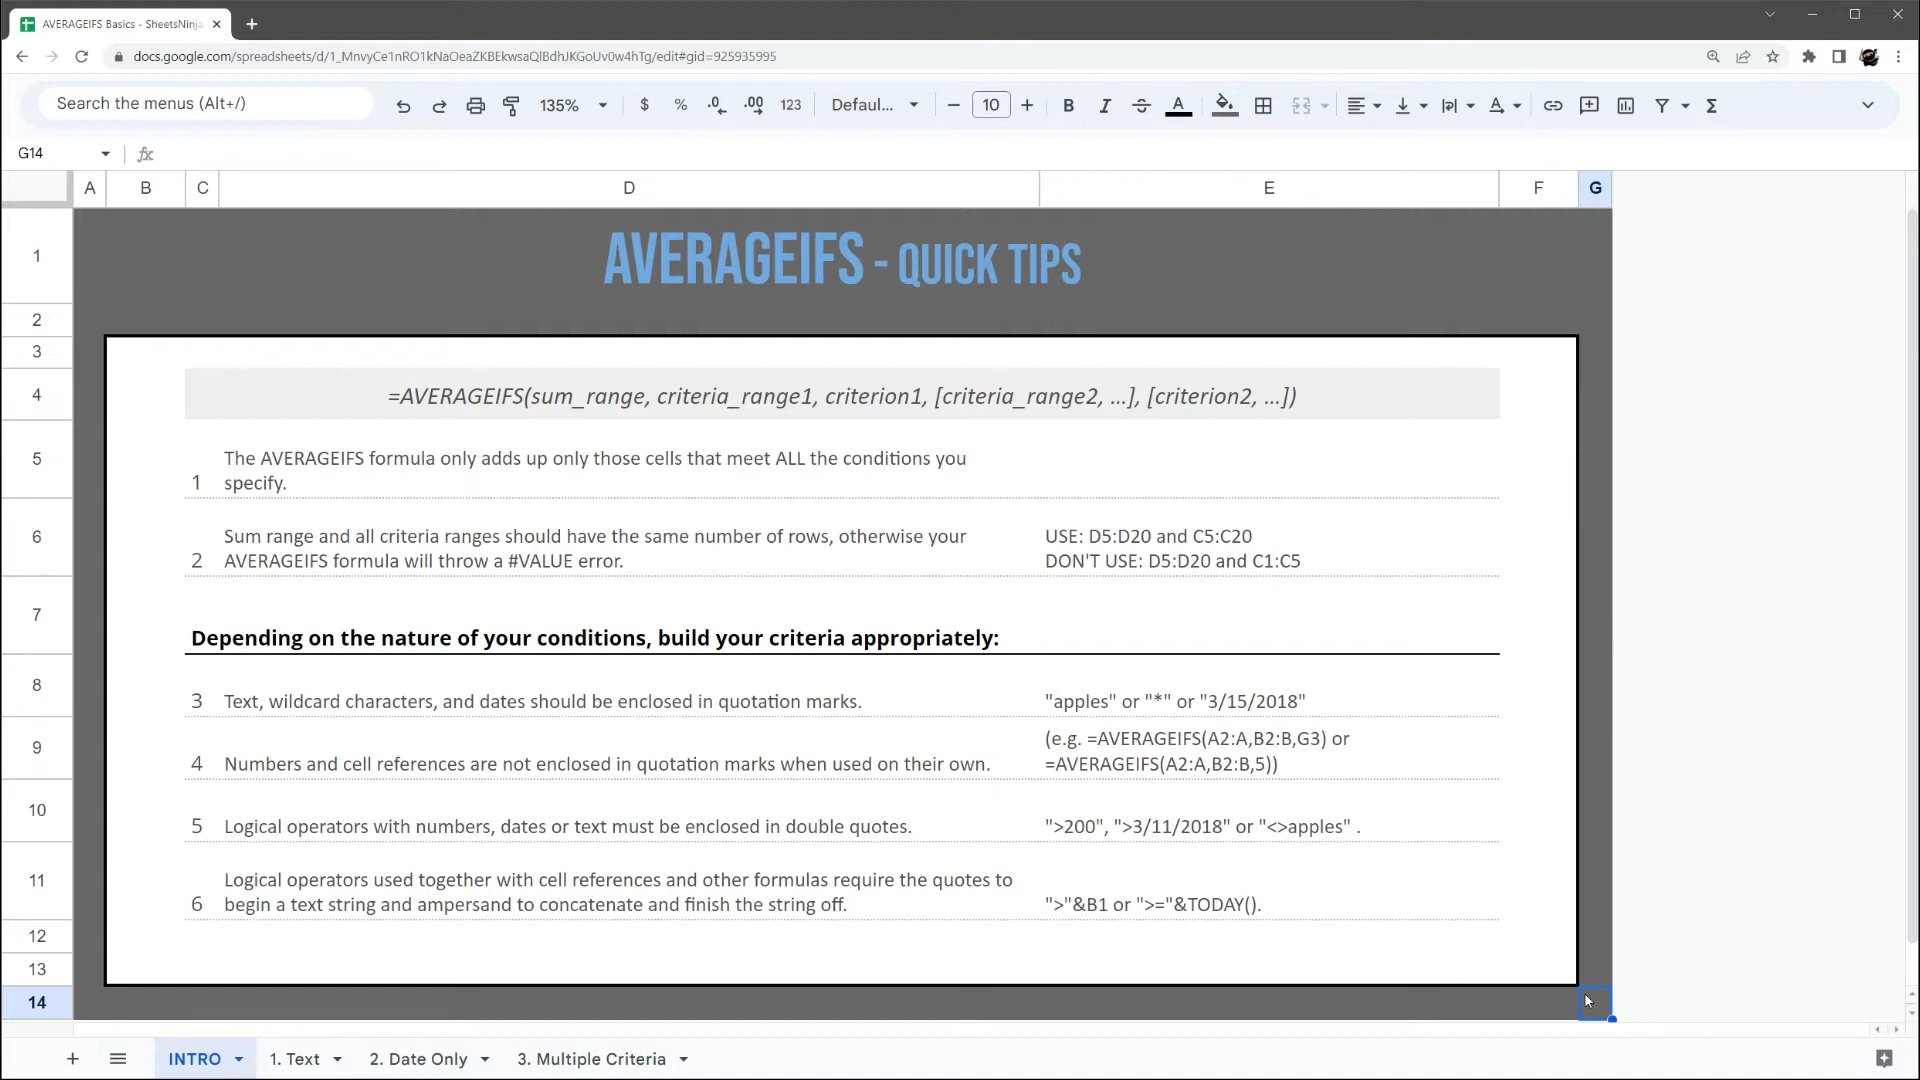 AVERAGEIFS Basics - SheetsNinja
docs.google.com/spreadsheets/d/1_MnvyCe1nRO1kNaOeaZKBEkwsaQlBdhJKGoUv0w4hTg/edit#gid=925935995
Search the menus (Alt+/)
135%
$
%
.0
.00
123
Defaul...
10
B
I
A
Σ
G14
fx
A B C D E F G
1
AVERAGEIFS - QUICK TIPS
2
3
4
=AVERAGEIFS(sum_range, criteria_range1, criterion1, [criteria_range2, ...], [criterion2, ...])
5
The AVERAGEIFS formula only adds up only those cells that meet ALL the conditions you
1 specify.
6
Sum range and all criteria ranges should have the same number of rows, otherwise your
2 AVERAGEIFS formula will throw a #VALUE error.
USE: D5:D20 and C5:C20
DON'T USE: D5:D20 and C1:C5
7
Depending on the nature of your conditions, build your criteria appropriately:
8
3 Text, wildcard characters, and dates should be enclosed in quotation marks.
"apples" or "*" or "3/15/2018"
9
4 Numbers and cell references are not enclosed in quotation marks when used on their own.
(e.g. =AVERAGEIFS(A2:A,B2:B,G3) or
=AVERAGEIFS(A2:A,B2:B,5))
10
5 Logical operators with numbers, dates or text must be enclosed in double quotes.
">200", ">3/11/2018" or "<>apples" .
11
Logical operators used together with cell references and other formulas require the quotes to
6 begin a text string and ampersand to concatenate and finish the string off.
">"&B1 or ">="&TODAY().
12
13
14
INTRO
1. Text
2. Date Only
3. Multiple Criteria